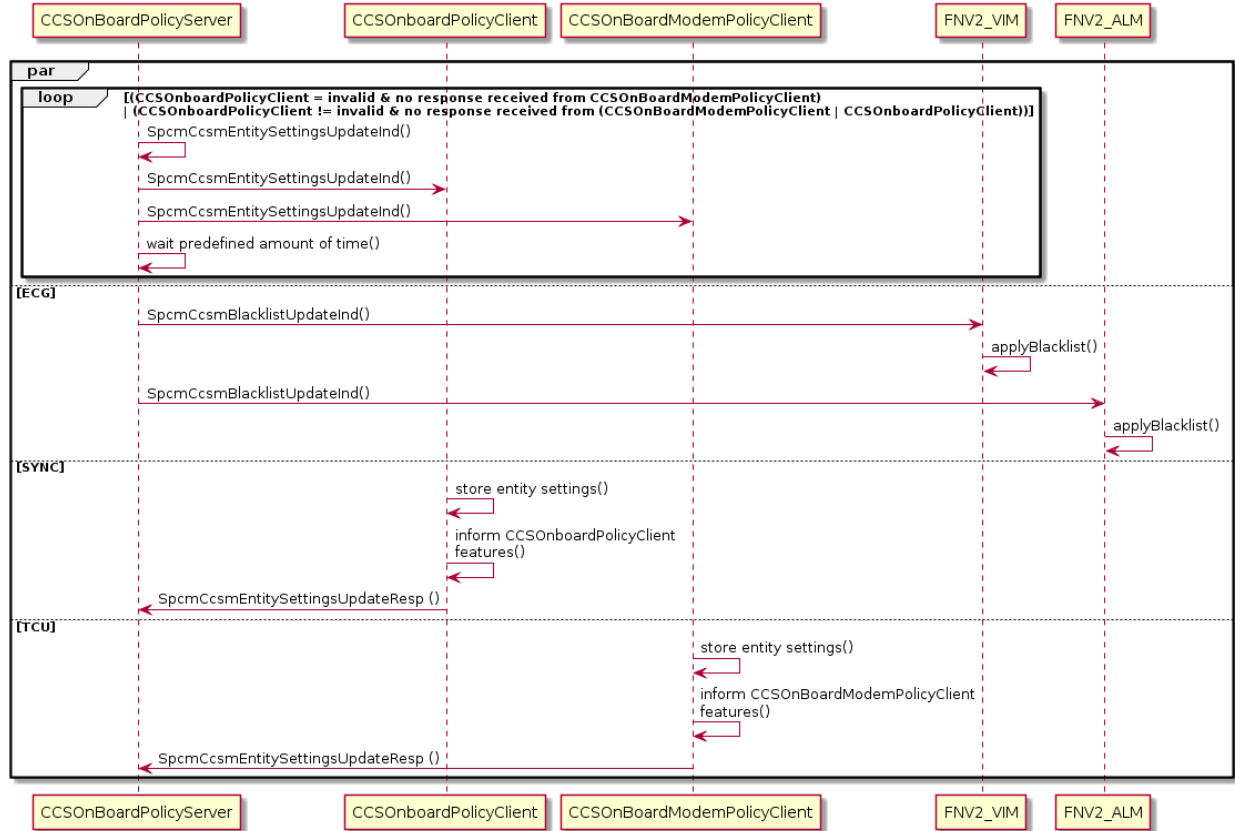 CCSOnBoardPolicyServer
CCSOnboardPolicyClient
CCSOnBoardModemPolicyClient
FNV2_VIM
FNV2_ALM
par
loop
[(CCSOnboardPolicyClient = invalid & no response received from CCSOnBoardModemPolicyClient)
| (CCSOnboardPolicyClient != invalid & no response received from (CCSOnBoardModemPolicyClient | CCSOnboardPolicyClient))]
SpcmCcsmEntitySettingsUpdateInd()
SpcmCcsmEntitySettingsUpdateInd()
SpcmCcsmEntitySettingsUpdateInd()
wait predefined amount of time()
[ECG]
SpcmCcsmBlacklistUpdateInd()
applyBlacklist()
SpcmCcsmBlacklistUpdateInd()
applyBlacklist()
[SYNC]
store entity settings()
inform CCSOnboardPolicyClient
features()
SpcmCcsmEntitySettingsUpdateResp ()
[TCU]
store entity settings()
inform CCSOnBoardModemPolicyClient
features()
SpcmCcsmEntitySettingsUpdateResp ()
CCSOnBoardPolicyServer
CCSOnboardPolicyClient
CCSOnBoardModemPolicyClient
FNV2_VIM
FNV2_ALM